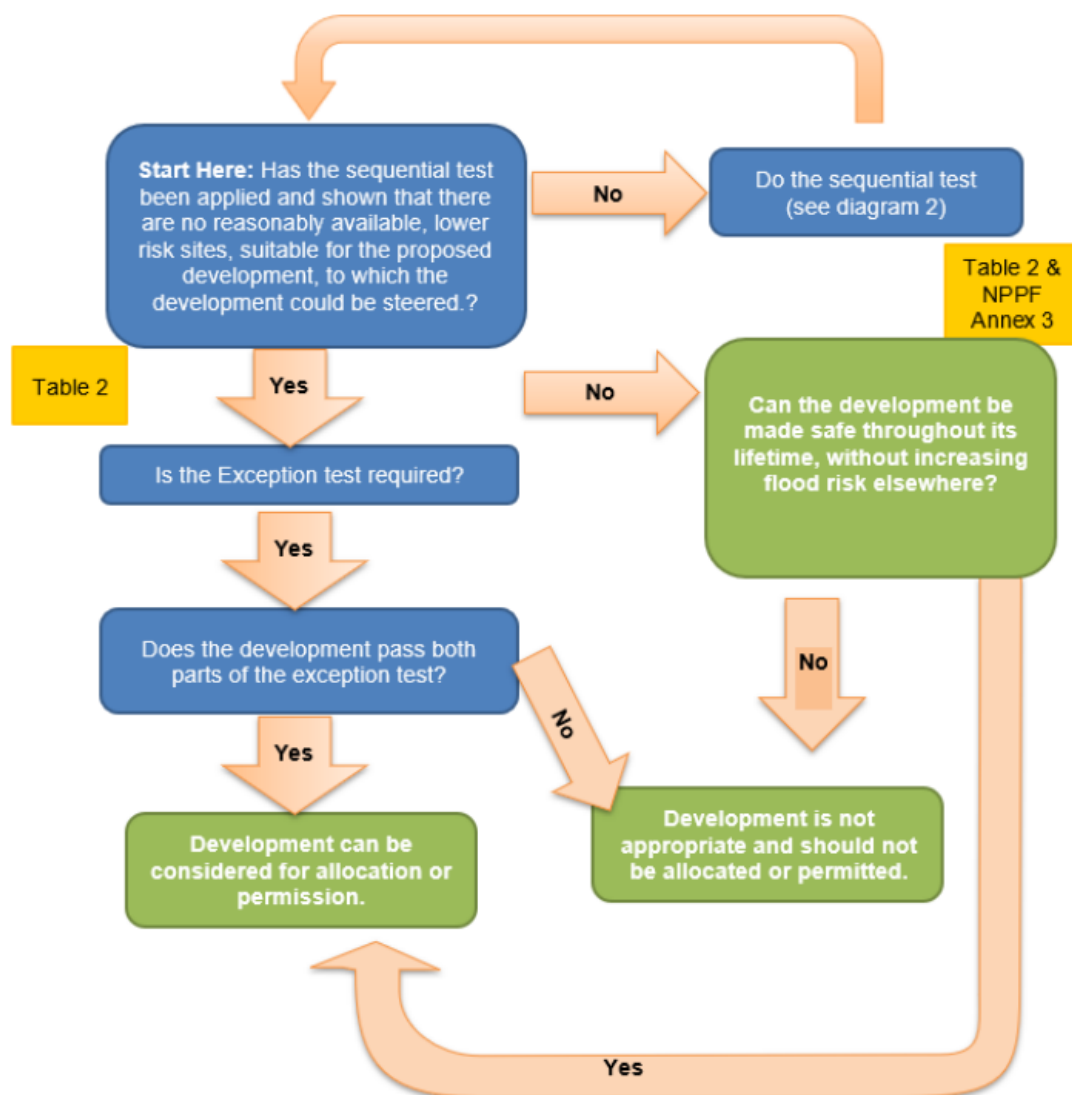 Start Here: Has the sequential test
been applied and shown that there
are no reasonably available, lower
risk sites, suitable for the proposed
development, to which the
development could be steered.?
No
Do the sequential test
(see diagram 2)
Table 2 &
NPPF
Annex 3
Table 2
Yes
No
Can the development be
made safe throughout its
lifetime, without increasing
flood risk elsewhere?
Is the Exception test required?
Yes
Does the development pass both
parts of the exception test?
No
No
Yes
Development can be
considered for allocation or
permission.
Development is not
appropriate and should not
be allocated or permitted.
Yes